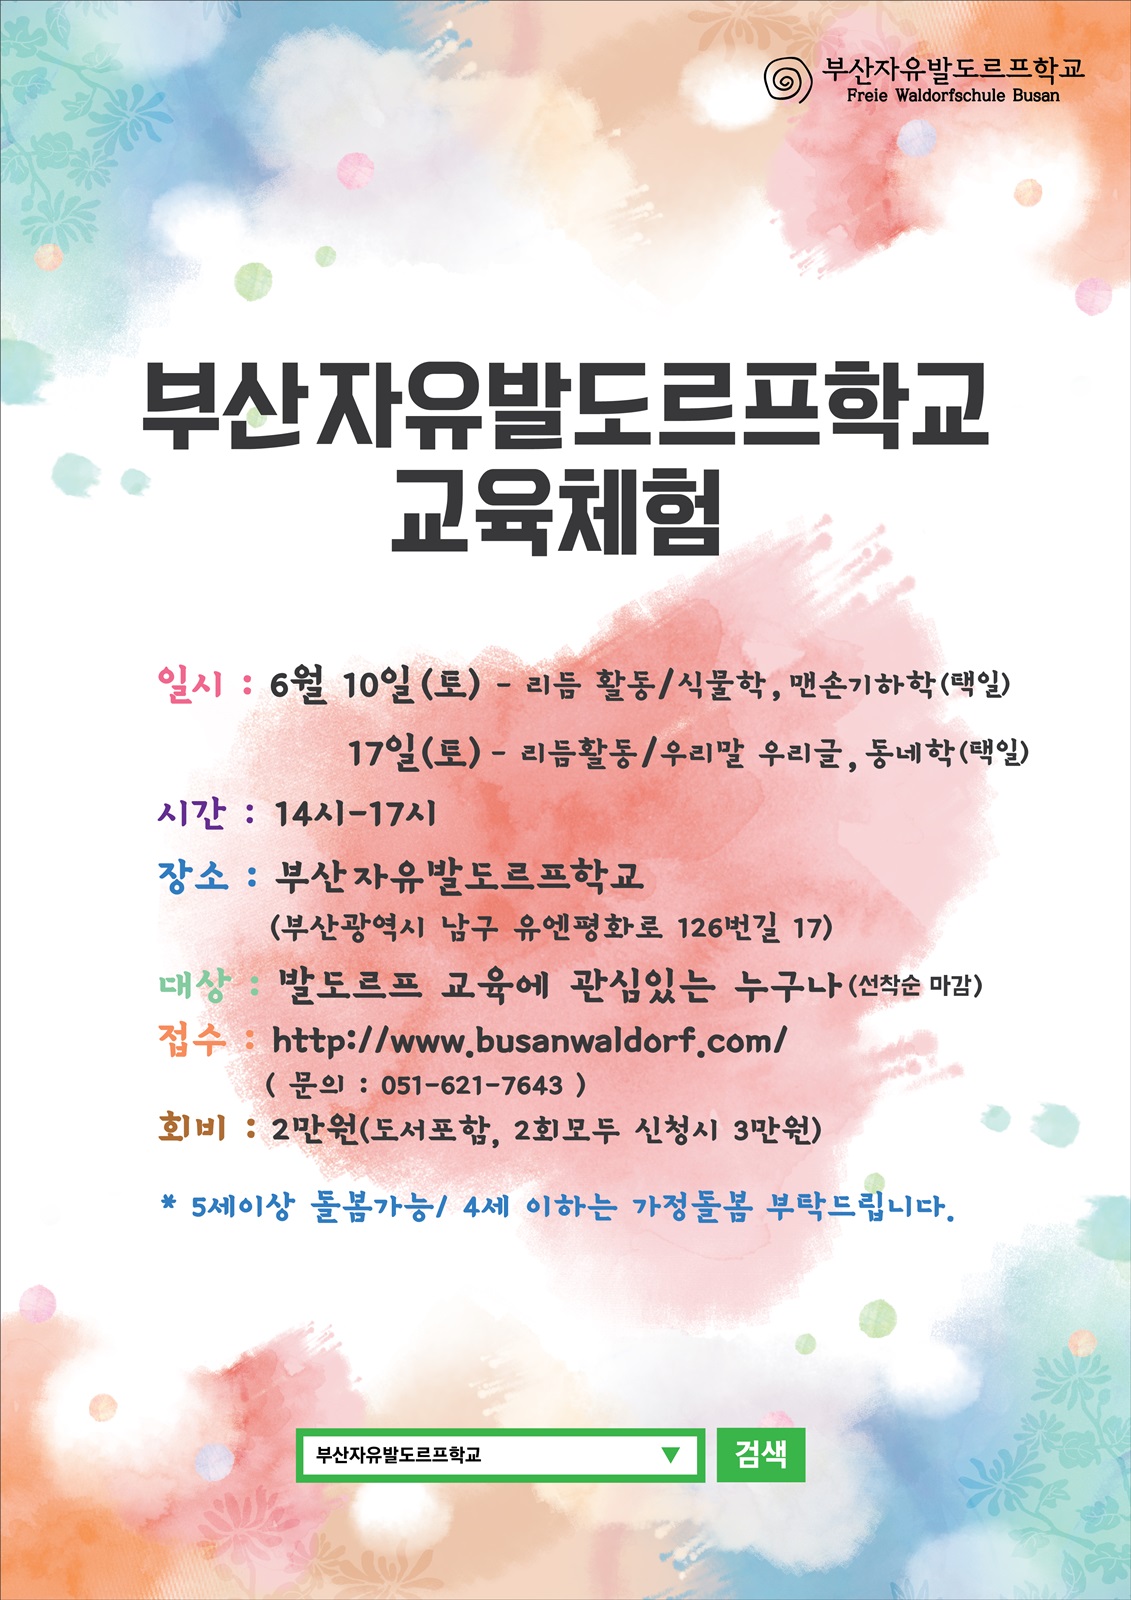 부산자유발도르프학교
Freie Waldorfschule Busan
부산자유발도르프학교
교육체험
일시 : 6월 10일(토) - 리듬 활동/식물학, 맨손기하학(택일)
17일(토) - 리듬활동/우리말 우리글, 동네학(택일)
시간 : 14시-17시
장소 : 부산자유발도르프학교
(부산광역시 남구 유엔평화로 126번길 17)
대상 : 발도르프 교육에 관심있는 누구나(선착순 마감)
접수 : http://www.busanwaldorf.com/
( 문의 : 051-621-7643 )
회비 : 2만원(도서포함, 2회모두 신청시 3만원)
* 5세이상 돌봄가능/ 4세 이하는 가정돌봄 부탁드립니다.
부산자유발도르프학교 ▼ 검색